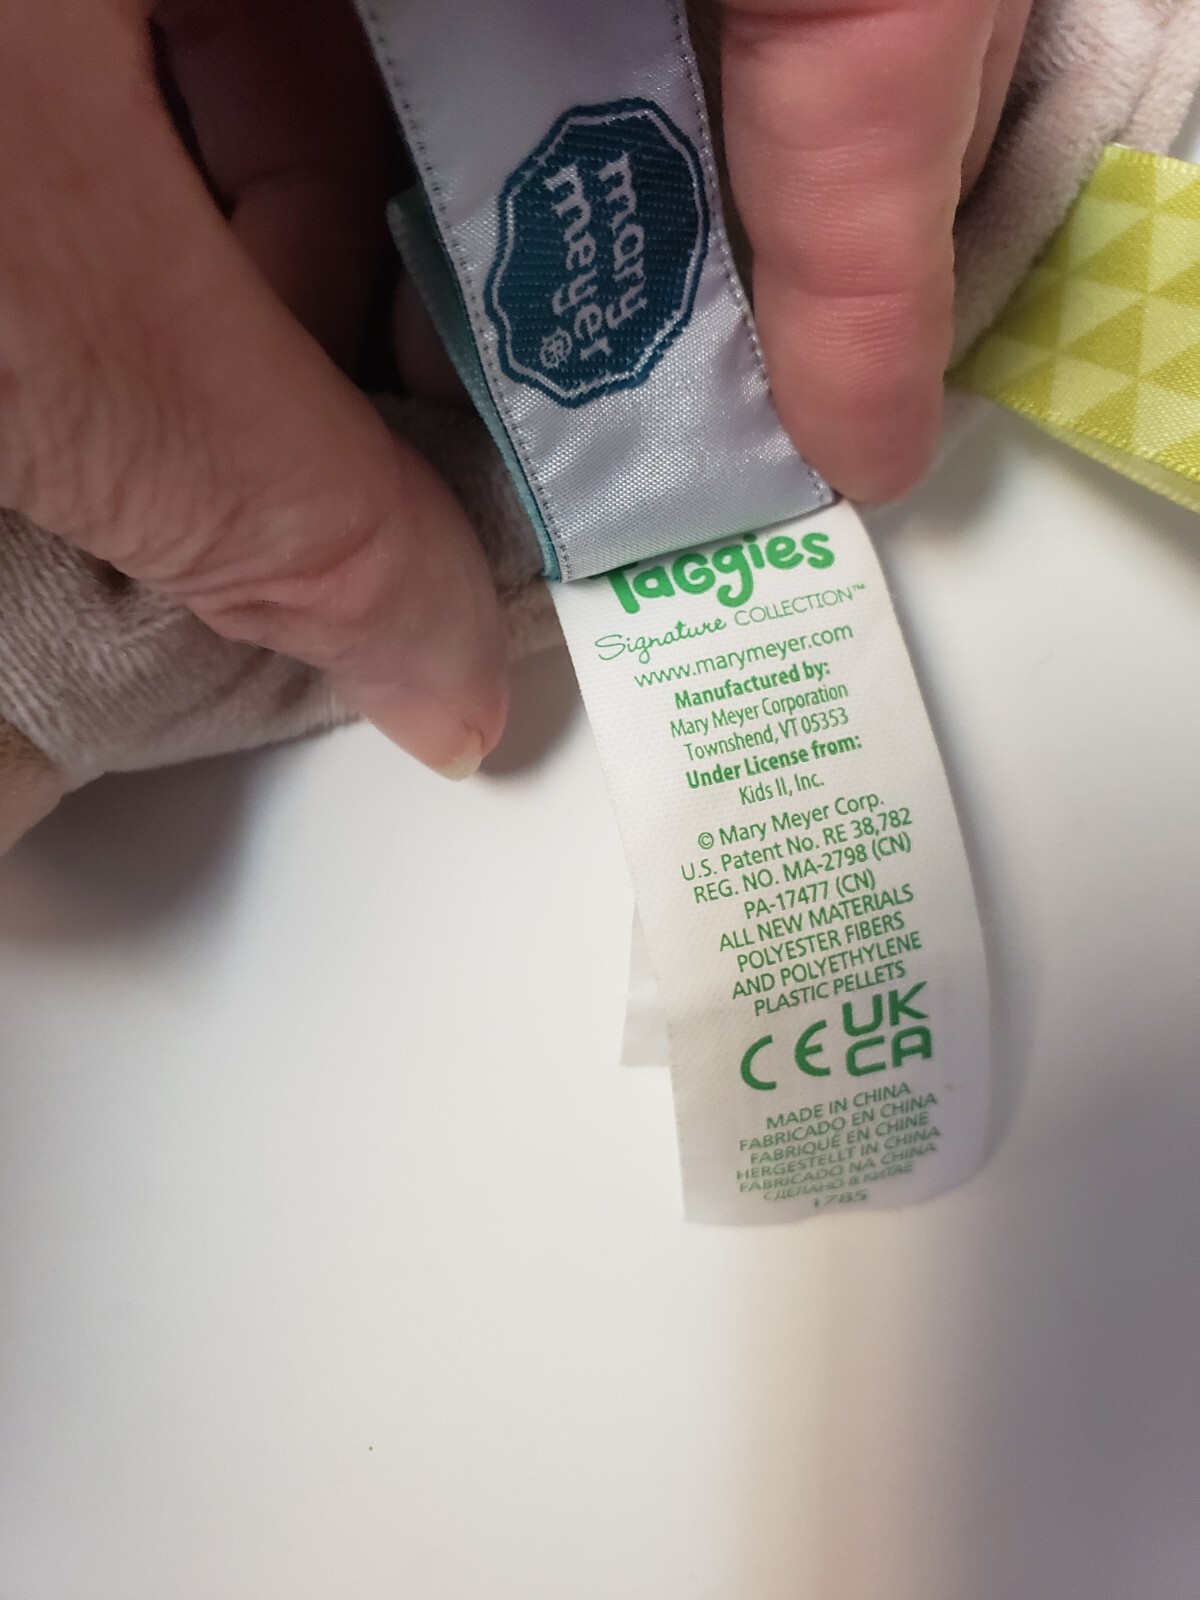 mary
meyer®
Taggies
Signature COLLECTION™
www.marymeyer.com
Manufactured by:
Mary Meyer Corporation
Townshend, VT 05353
Under License from:
Kids II, Inc.
© Mary Meyer Corp.
U.S. Patent No. RE 38,782
REG. NO. MA-2798 (CN)
PA-17477 (CN)
ALL NEW MATERIALS
POLYESTER FIBERS
AND POLYETHYLENE
PLASTIC PELLETS
CE UK
CA
MADE IN CHINA
FABRICADO EN CHINA
FABRIQUÉ EN CHINE
HERGESTELLT IN CHINA
FABRICADO NA CHINA
СДЕЛАНО В КИТАЕ
1785